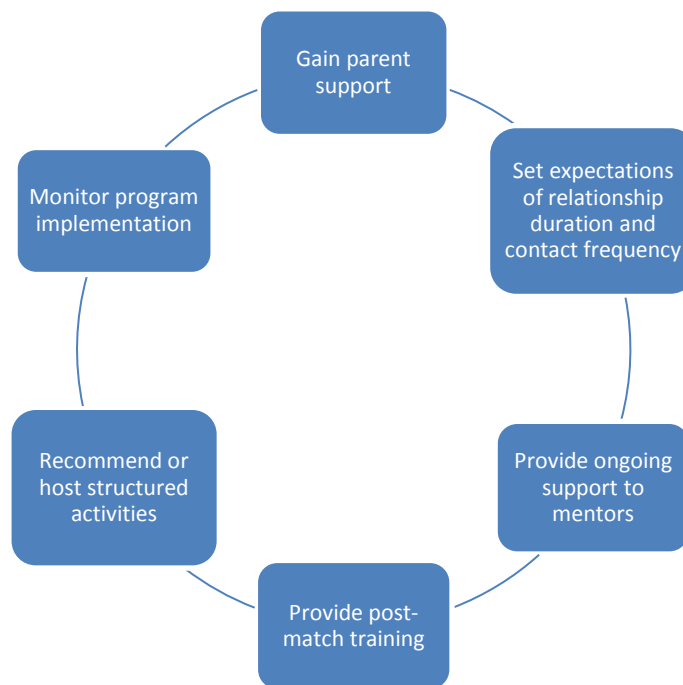 Gain parent
support
Set expectations
of relationship
duration and
contact frequency
Provide ongoing
support to
mentors
Provide post-
match training
Recommend or
host structured
activities
Monitor program
implementation